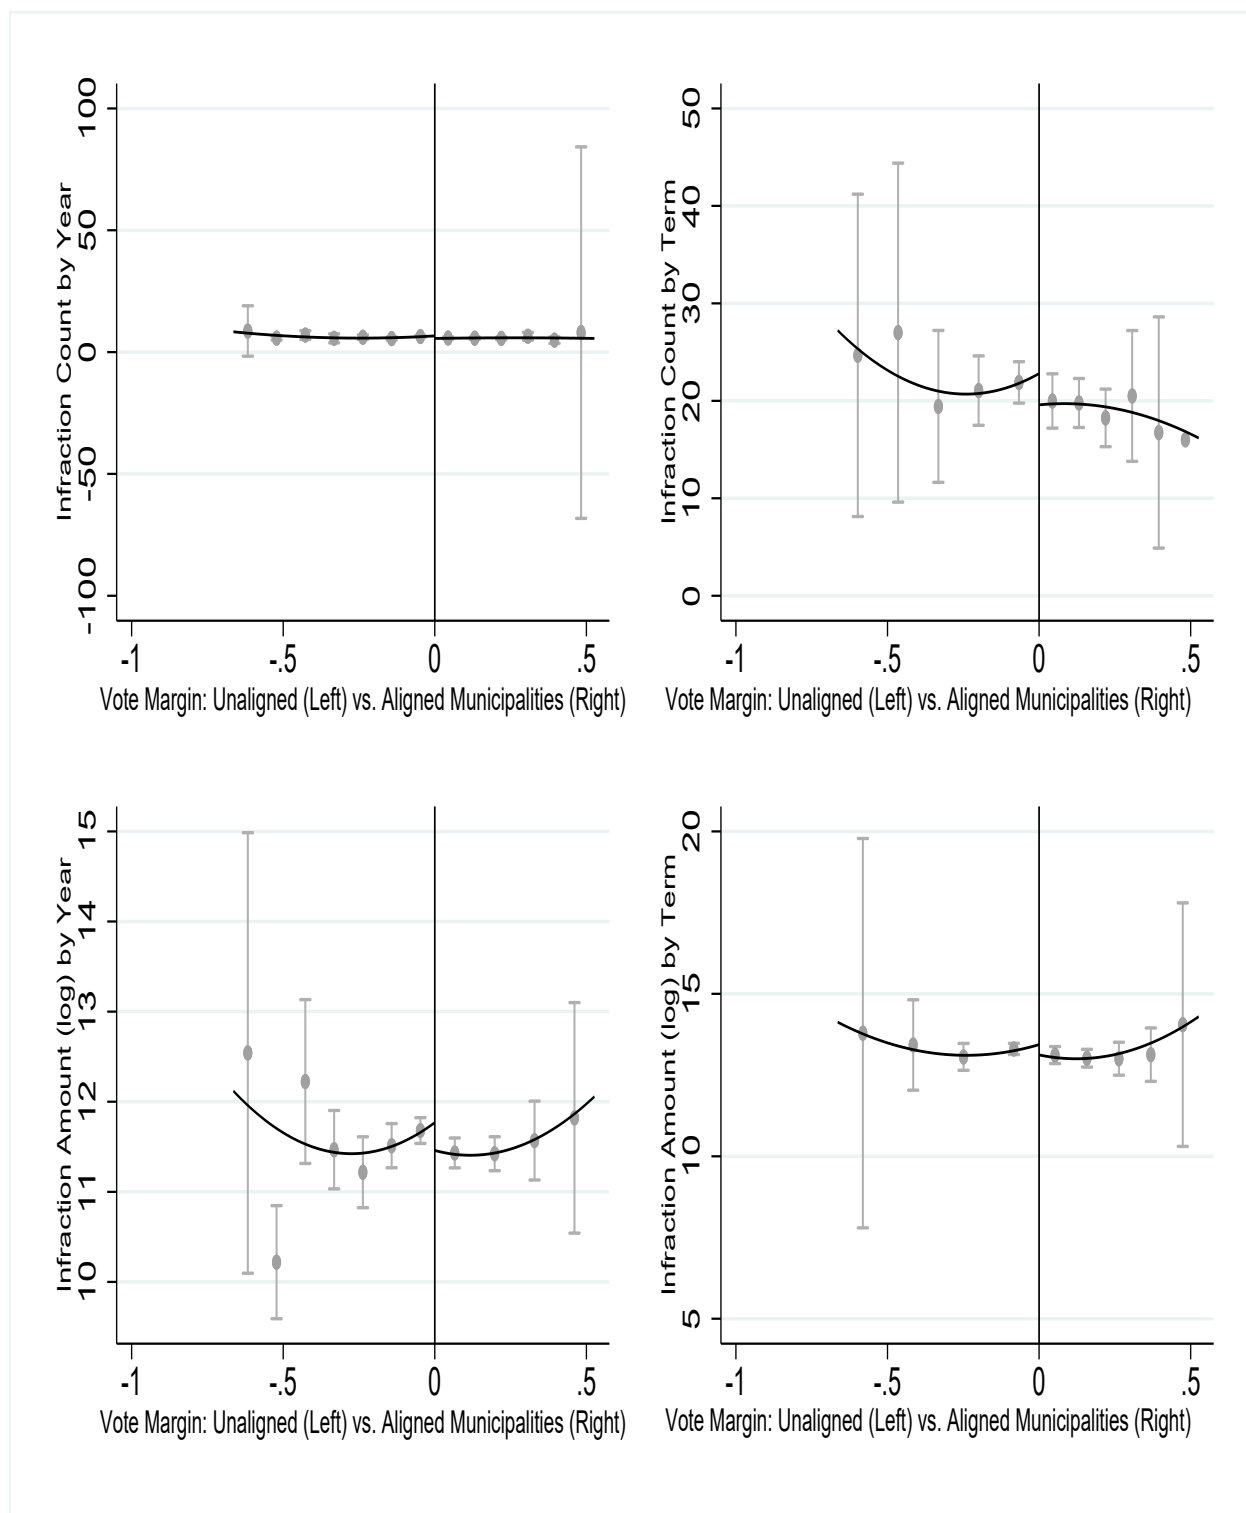 Infraction Count by Year
100
50
0
-50
-100
-1 -.5 0 .5
Vote Margin: Unaligned (Left) vs. Aligned Municipalities (Right)
Infraction Count by Term
50
40
30
20
10
0
-1 -.5 0 .5
Vote Margin: Unaligned (Left) vs. Aligned Municipalities (Right)
Infraction Amount (log) by Year
15
14
13
12
11
10
-1 -.5 0 .5
Vote Margin: Unaligned (Left) vs. Aligned Municipalities (Right)
Infraction Amount (log) by Term
20
15
10
5
-1 -.5 0 .5
Vote Margin: Unaligned (Left) vs. Aligned Municipalities (Right)